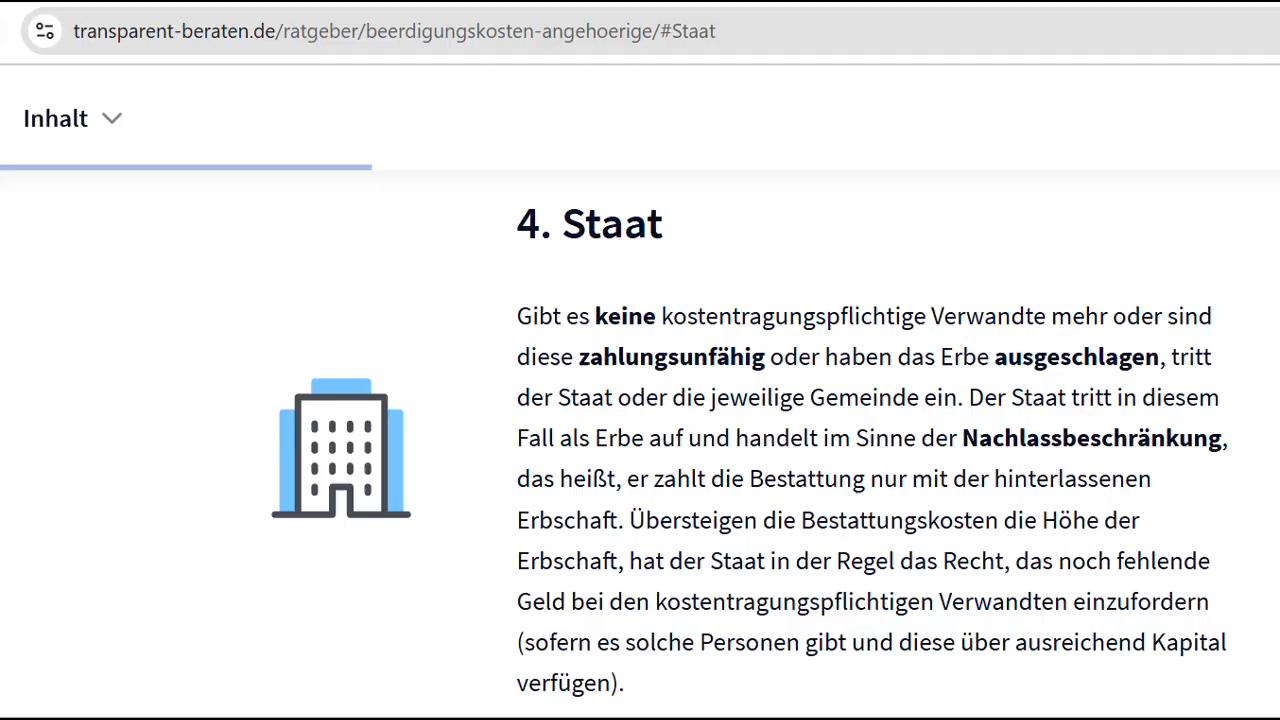 transparent-beraten.de/ratgeber/beerdigungskosten-angehoerige/#Staat
Inhalt
4. Staat
Gibt es keine kostentragungspflichtige Verwandte mehr oder sind
diese zahlungsunfähig oder haben das Erbe ausgeschlagen, tritt
der Staat oder die jeweilige Gemeinde ein. Der Staat tritt in diesem
Fall als Erbe auf und handelt im Sinne der Nachlassbeschränkung,
das heißt, er zahlt die Bestattung nur mit der hinterlassenen
Erbschaft. Übersteigen die Bestattungskosten die Höhe der
Erbschaft, hat der Staat in der Regel das Recht, das noch fehlende
Geld bei den kostentragungspflichtigen Verwandten einzufordern
(sofern es solche Personen gibt und diese über ausreichend Kapital
verfügen).